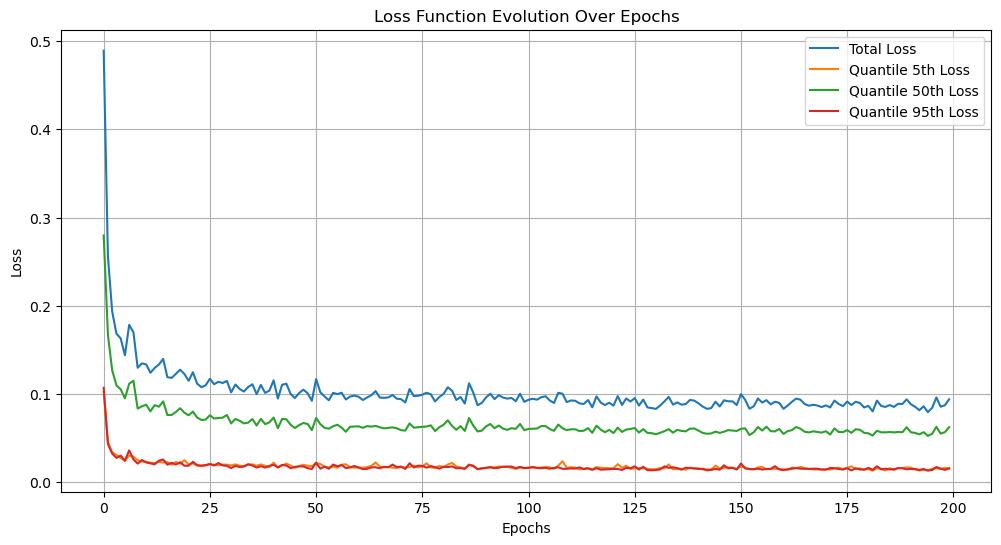 Loss Function Evolution Over Epochs
Total Loss
Quantile 5th Loss
Quantile 50th Loss
Quantile 95th Loss
Loss
0.5
0.4
0.3
0.2
0.1
0.0
0 25 50 75 100 125 150 175 200
Epochs